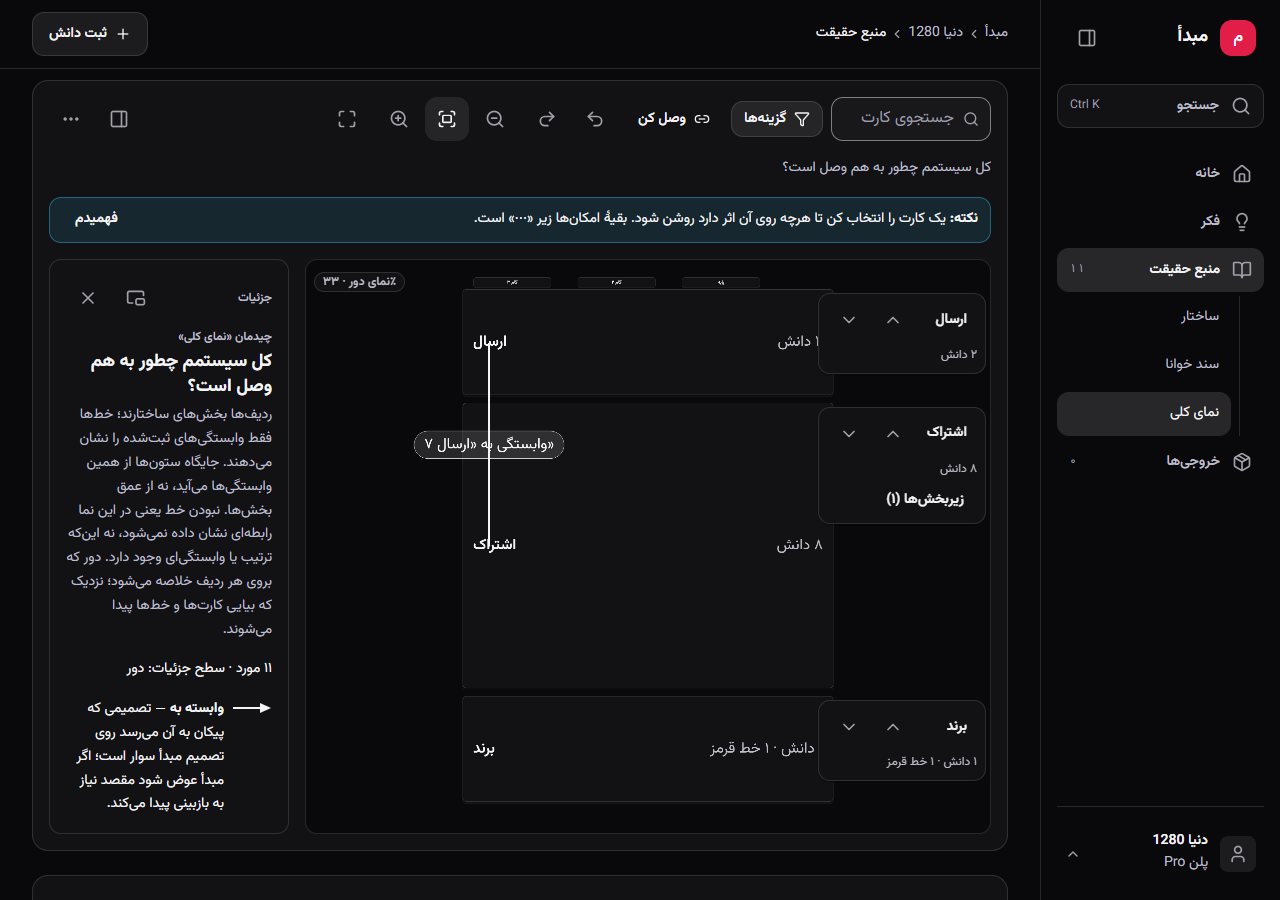 مبدأ
م
جستجو
Ctrl K
خانه
فکر
منبع حقیقت
۱۱
ساختار
سند خوانا
نمای کلی
خروجی‌ها
۰
دنیا 1280
پلن Pro
مبدأ › دنیا 1280 › منبع حقیقت
+ ثبت دانش
جستجوی کارت
گزینه‌ها
وصل کن
کل سیستمم چطور به هم وصل است؟
نکته: یک کارت را انتخاب کن تا هرچه روی آن اثر دارد روشن شود. بقیهٔ امکان‌ها زیر «···» است.
فهمیدم
٪نمای دور · ۳۳
ارسال
۲ دانش
ارسال
دانش
اشتراک
۸ دانش
زیربخش‌ها (۱)
«وابستگی به «ارسال ۷
اشتراک
۸ دانش
برند
۱ دانش · ۱ خط قرمز
برند
دانش · ۱ خط قرمز
جزئیات
چیدمان «نمای کلی»
کل سیستمم چطور به هم
وصل است؟
ردیف‌ها بخش‌های ساختارند؛ خط‌ها
فقط وابستگی‌های ثبت‌شده را نشان
می‌دهند. جایگاه ستون‌ها از همین
وابستگی‌ها می‌آید، نه از عمق
بخش‌ها. نبودن خط یعنی در این نما
رابطه‌ای نشان داده نمی‌شود، نه این‌که
ترتیب یا وابستگی‌ای وجود دارد. دور که
بروی هر ردیف خلاصه می‌شود؛ نزدیک
که بیایی کارت‌ها و خط‌ها پیدا
می‌شوند.
۱۱ مورد · سطح جزئیات: دور
وابسته به — تصمیمی که
پیکان به آن می‌رسد روی
تصمیم مبدأ سوار است؛ اگر
مبدأ عوض شود مقصد نیاز
به بازبینی پیدا می‌کند.